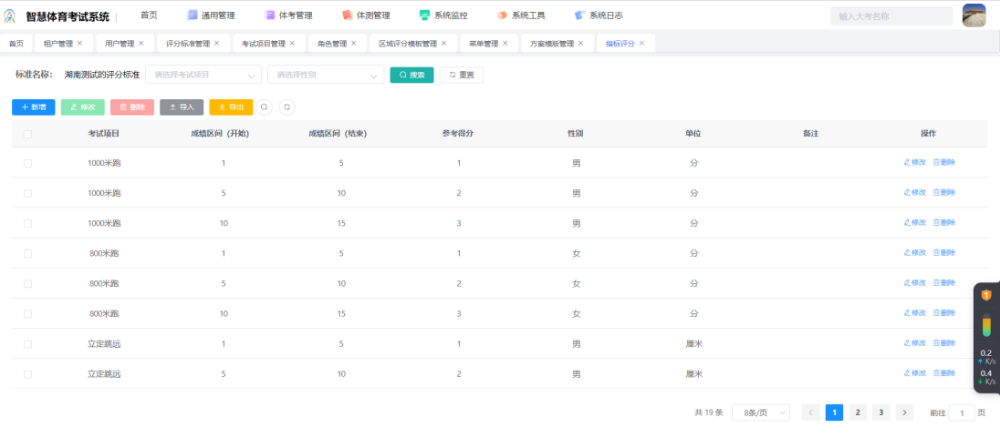 智慧体育考试系统 首页 通用管理 体考管理 体测管理 系统监控 系统工具 系统日志 输入大考名称
首页 租户管理 × 用户管理 × 评分标准管理 × 考试项目管理 × 角色管理 × 区域评分模板管理 × 菜单管理 × 方案模版管理 × 指标评分 ×
标准名称: 湖南测试的评分标准 请选择考试项目 请选择性别 搜索 重置
新增 修改 删除 导入 导出
考试项目 成绩区间 (开始) 成绩区间 (结束) 参考得分 性别 单位 备注 操作
1000米跑 1 5 1 男 分 修改 删除
1000米跑 5 10 2 男 分 修改 删除
1000米跑 10 15 3 男 分 修改 删除
800米跑 1 5 1 女 分 修改 删除
800米跑 5 10 2 女 分 修改 删除
800米跑 10 15 3 女 分 修改 删除
立定跳远 1 5 1 男 厘米 修改 删除
立定跳远 5 10 2 男 厘米 修改 删除
1
0.2
K/s
0.4
K/s
共 19 条 8条/页 < 1 2 3 > 前往 1 页